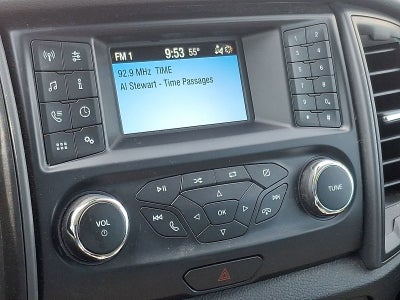 FM 1 9:53 55°
92.9 MHz TIME
Al Stewart - Time Passages
VOL
OK
TUNE